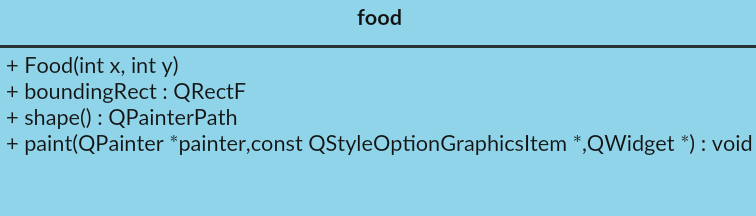 food
+ Food(int x, int y)
+ boundingRect : QRectF
+ shape() : QPainterPath
+ paint(QPainter *painter,const QStyleOptionGraphicsItem *,QWidget *) : void